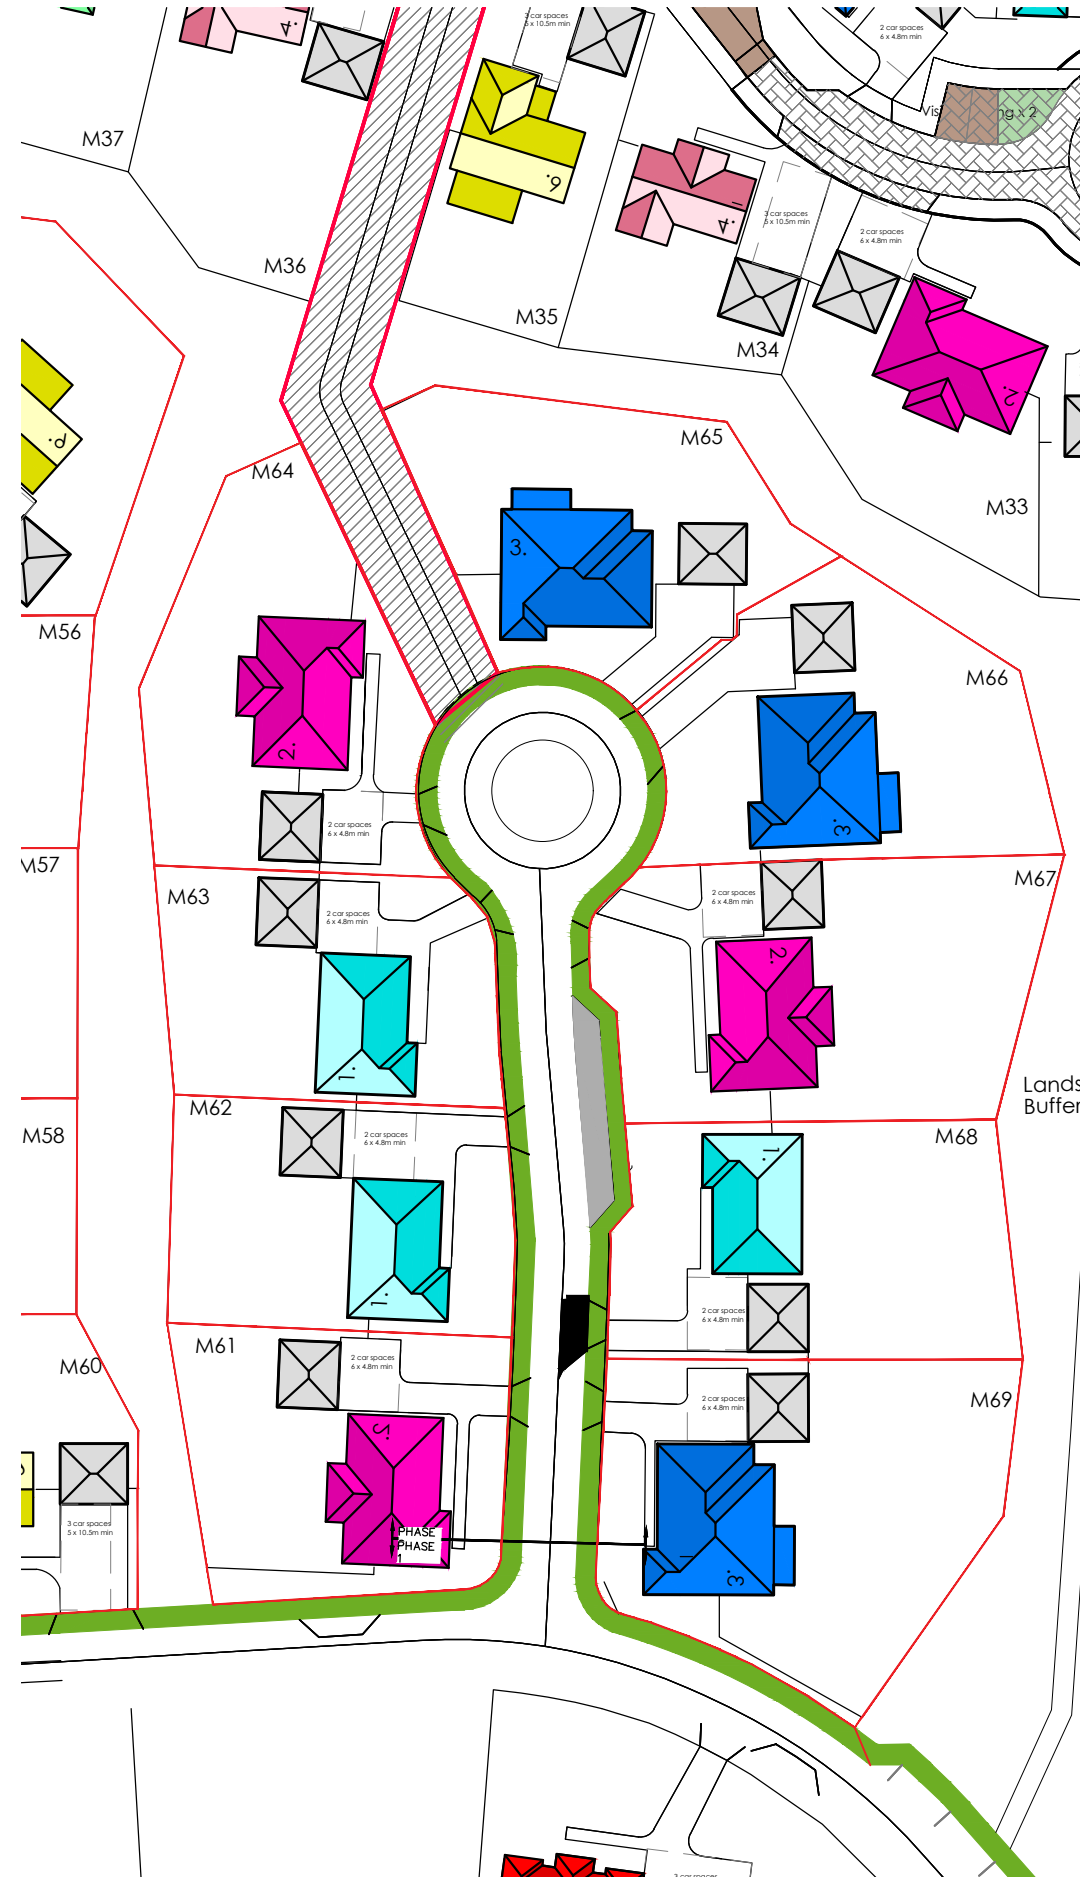 3 car spaces
5 x 10.5m min
2 car spaces
6 x 4.8m min
4.
M37
6.
4.
3 car spaces
5 x 10.5m min
2 car spaces
6 x 4.8m min
M36
M35
M34
2.
M65
M64
M33
3.
M56
M66
2.
3.
2 car spaces
6 x 4.8m min
M57
M67
M63
2 car spaces
6 x 4.8m min
2 car spaces
6 x 4.8m min
2.
1.
Lands
Buffer
M62
M58
2 car spaces
6 x 4.8m min
M68
1.
1.
2 car spaces
6 x 4.8m min
M61
M60
2 car spaces
6 x 4.8m min
M69
2 car spaces
6 x 4.8m min
2.
3 car spaces
5 x 10.5m min
PHASE
PHASE
1
3.
3 car spaces